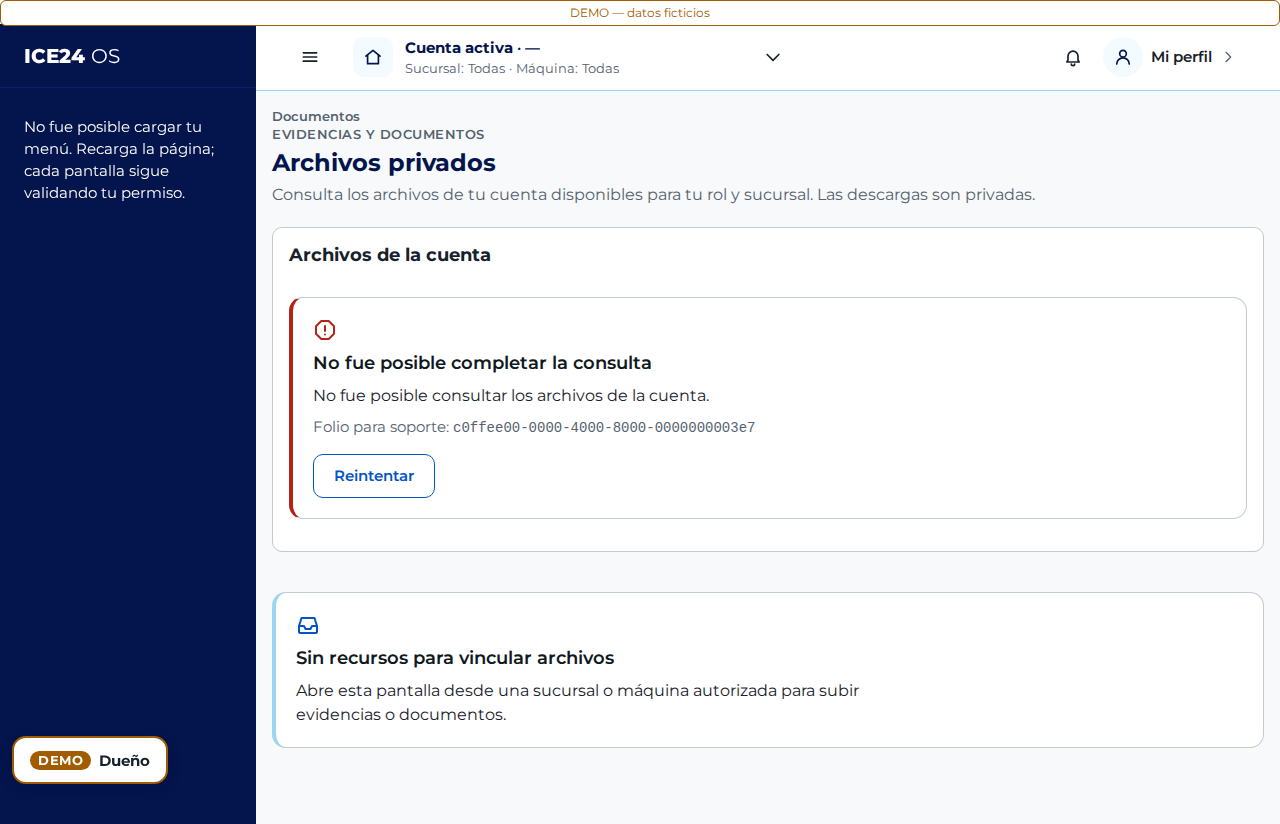 DEMO — datos ficticios
ICE24 OS
Cuenta activa · —
Sucursal: Todas · Máquina: Todas
Mi perfil
No fue posible cargar tu
menú. Recarga la página;
cada pantalla sigue
validando tu permiso.
Documentos
EVIDENCIAS Y DOCUMENTOS
Archivos privados
Consulta los archivos de tu cuenta disponibles para tu rol y sucursal. Las descargas son privadas.
Archivos de la cuenta
No fue posible completar la consulta
No fue posible consultar los archivos de la cuenta.
Folio para soporte: c0ffee00-0000-4000-8000-0000000003e7
Reintentar
Sin recursos para vincular archivos
Abre esta pantalla desde una sucursal o máquina autorizada para subir
evidencias o documentos.
DEMO Dueño